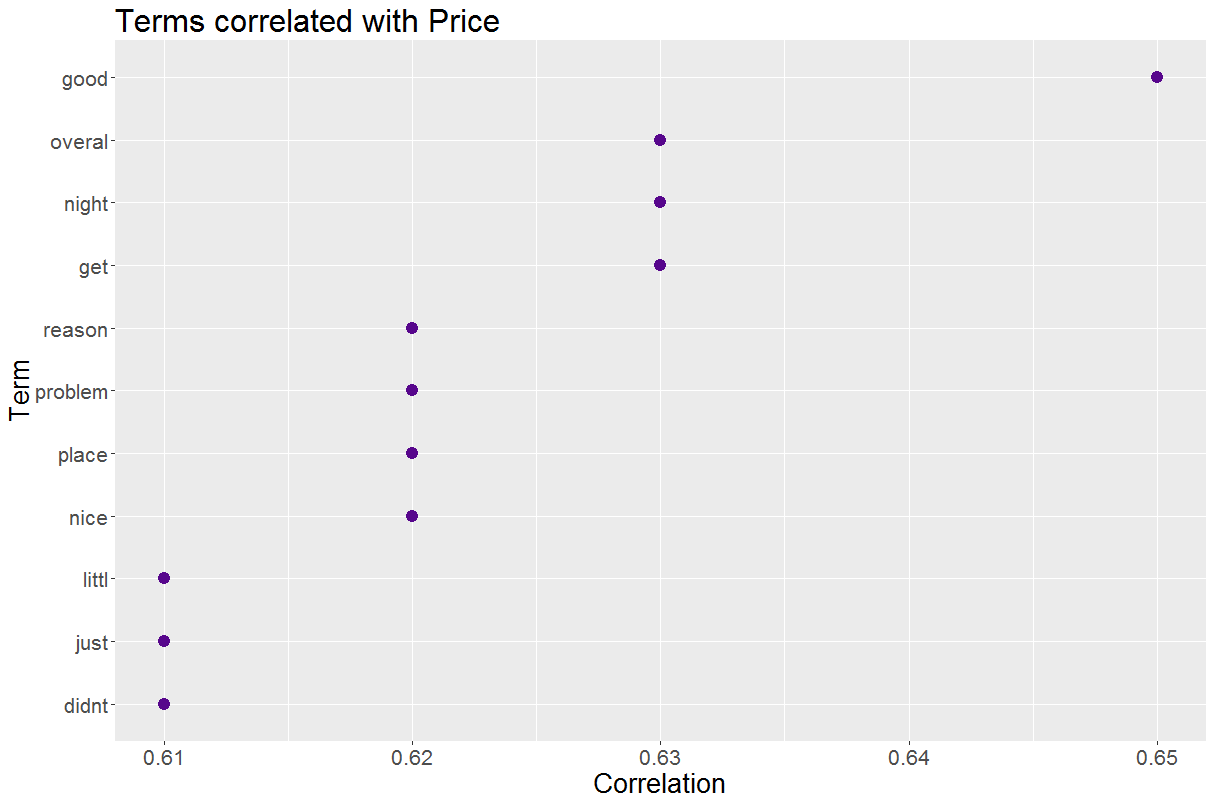 Terms correlated with Price
good
overal
night
get
reason
problem
place
nice
littl
just
didnt
Term
0.61 0.62 0.63 0.64 0.65
Correlation